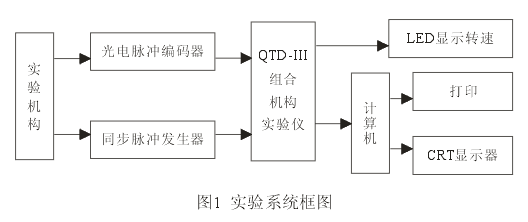 实验机构
光电脉冲编码器
同步脉冲发生器
QTD-III
组合
机构
实验仪
LED显示转速
计算机
打印
CRT显示器
图1 实验系统框图